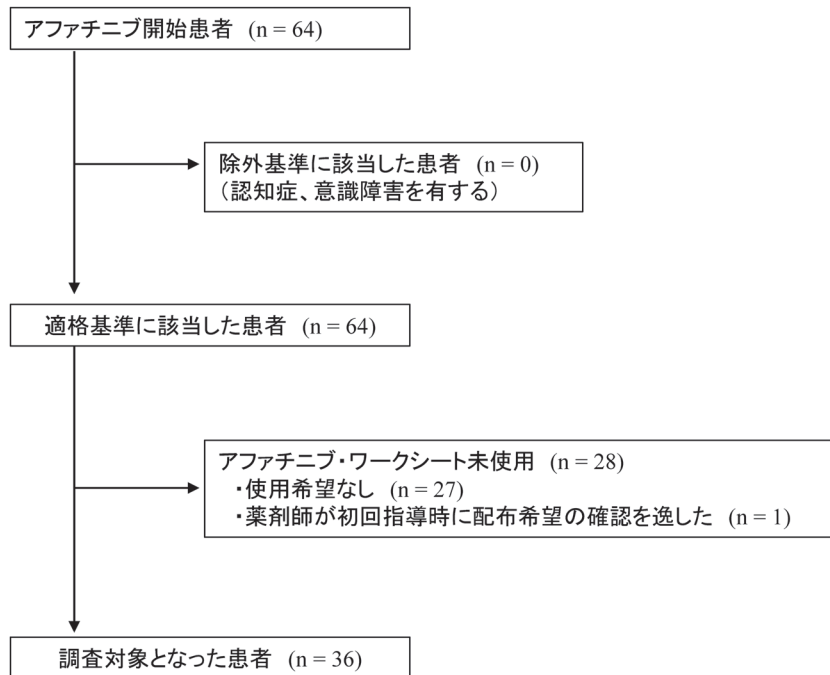 アファチニブ開始患者 (n = 64)
除外基準に該当した患者 (n = 0)
（認知症、意識障害を有する）
適格基準に該当した患者 (n = 64)
アファチニブ・ワークシート未使用 (n = 28)
・使用希望なし (n = 27)
・薬剤師が初回指導時に配布希望の確認を逸した (n = 1)
調査対象となった患者 (n = 36)